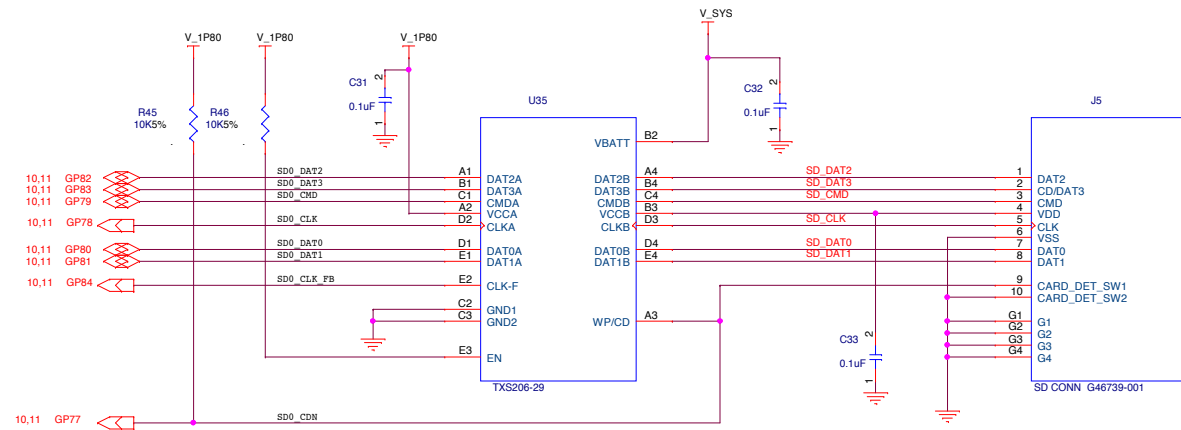 V_SYS
V_1P80 V_1P80 V_1P80
C31 2 0.1uF 1
C32 2 0.1uF 1
R45 10K5% R46 10K5%
U35
J5
VBATT B2
10,11 GP82 SD0_DAT2 A1 DAT2A DAT2B A4 SD_DAT2 1 DAT2
10,11 GP83 SD0_DAT3 B1 DAT3A DAT3B B4 SD_DAT3 2 CD/DAT3
10,11 GP79 SD0_CMD C1 CMDA CMDB C4 SD_CMD 3 CMD
A2 VCCA VCCB B3 4 VDD
10,11 GP78 SD0_CLK D2 CLKA CLKB D3 SD_CLK 5 CLK
6 VSS
10,11 GP80 SD0_DAT0 D1 DAT0A DAT0B D4 SD_DAT0 7 DAT0
10,11 GP81 SD0_DAT1 E1 DAT1A DAT1B E4 SD_DAT1 8 DAT1
10,11 GP84 SD0_CLK_FB E2 CLK-F 9 CARD_DET_SW1
10 CARD_DET_SW2
C2 GND1
C3 GND2 WP/CD A3 G1 G1
G2 G2
G3 G3
E3 EN G4 G4
C33 2 0.1uF 1
TXS206-29 SD CONN G46739-001
10,11 GP77 SD0_CDN